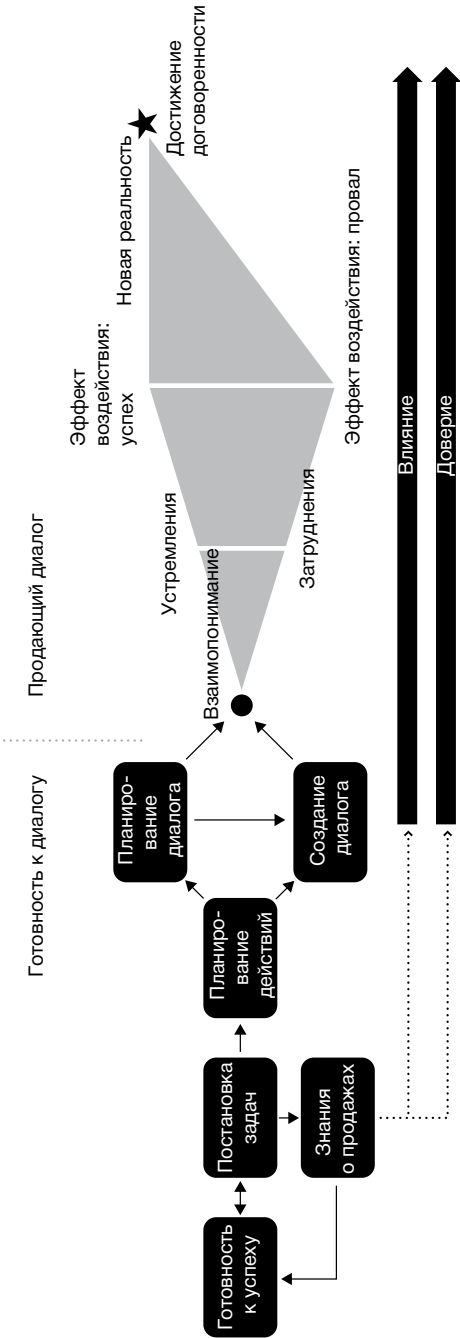 Готовность к диалогу
Продающий диалог
Готовность
к успеху
Постановка
задач
Знания
о продажах
Планиро-
вание
действий
Планиро-
вание
диалога
Создание
диалога
Взаимопонимание
Устремления
Затруднения
Эффект
воздействия:
успех
Эффект воздействия: провал
Новая реальность
Достижение
договоренности
Влияние
Доверие